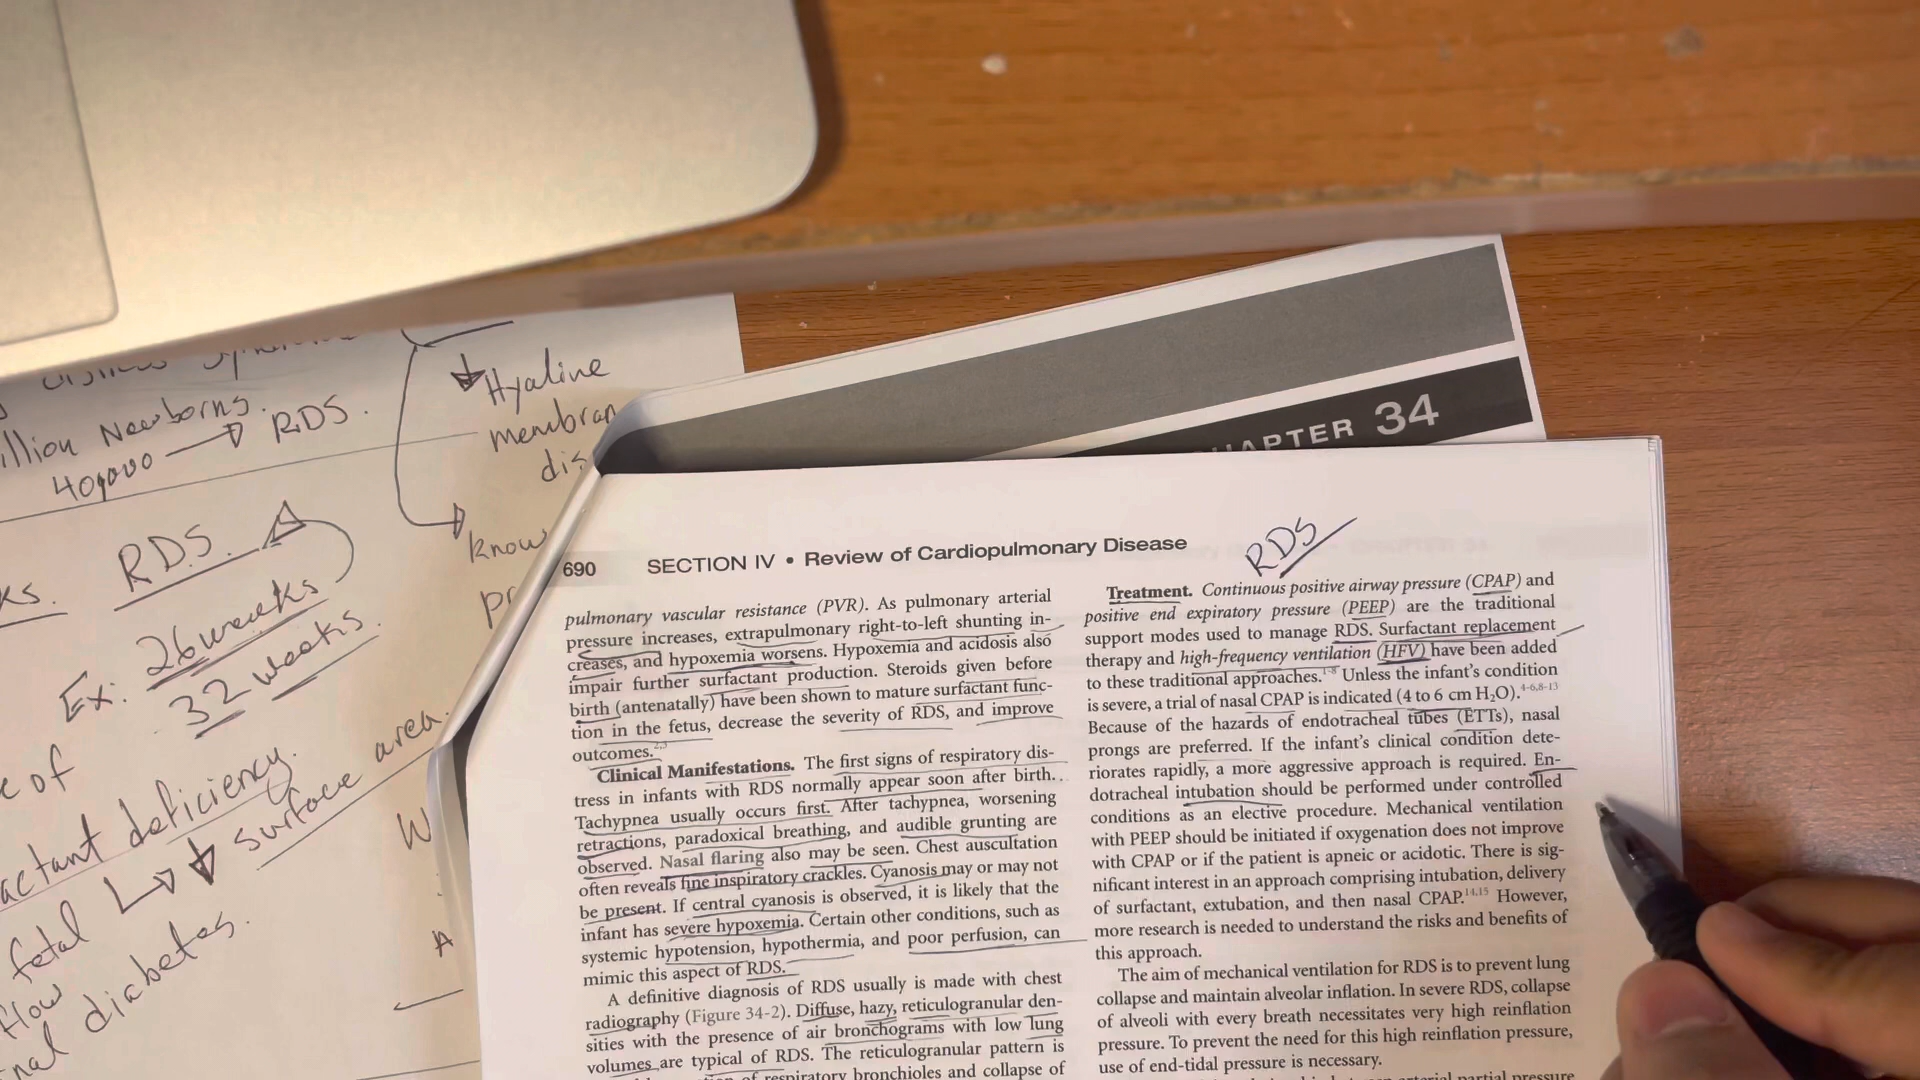 Hyaline
Newborns.
RDS.
know
RDS.
Ex: 26 weeks
32 weeks.
deficiency.
surface area.
fetal
flow
diabetes.
W
A
CHAPTER 34
RDS
690 SECTION IV • Review of Cardiopulmonary Disease
pulmonary vascular resistance (PVR). As pulmonary arterial
pressure increases, extrapulmonary right-to-left shunting in-
creases, and hypoxemia worsens. Hypoxemia and acidosis also
impair further surfactant production. Steroids given before
birth (antenatally) have been shown to mature surfactant func-
tion in the fetus, decrease the severity of RDS, and improve
outcomes.2,3
Clinical Manifestations. The first signs of respiratory dis-
tress in infants with RDS normally appear soon after birth.
Tachypnea usually occurs first. After tachypnea, worsening
retractions, paradoxical breathing, and audible grunting are
observed. Nasal flaring also may be seen. Chest auscultation
often reveals fine inspiratory crackles. Cyanosis may or may not
be present. If central cyanosis is observed, it is likely that the
infant has severe hypoxemia. Certain other conditions, such as
systemic hypotension, hypothermia, and poor perfusion, can
mimic this aspect of RDS.
A definitive diagnosis of RDS usually is made with chest
radiography (Figure 34-2). Diffuse, hazy, reticulogranular den-
sities with the presence of air bronchograms with low lung
volumes are typical of RDS. The reticulogranular pattern is
of respiratory bronchioles and collapse of
Treatment. Continuous positive airway pressure (CPAP) and
positive end expiratory pressure (PEEP) are the traditional
support modes used to manage RDS. Surfactant replacement
therapy and high-frequency ventilation (HFV) have been added
to these traditional approaches.1-8 Unless the infant's condition
is severe, a trial of nasal CPAP is indicated (4 to 6 cm H₂O).4-6,8-13
Because of the hazards of endotracheal tubes (ETTs), nasal
prongs are preferred. If the infant's clinical condition dete-
riorates rapidly, a more aggressive approach is required. En-
dotracheal intubation should be performed under controlled
conditions as an elective procedure. Mechanical ventilation
with PEEP should be initiated if oxygenation does not improve
with CPAP or if the patient is apneic or acidotic. There is sig-
nificant interest in an approach comprising intubation, delivery
of surfactant, extubation, and then nasal CPAP.14,15 However,
more research is needed to understand the risks and benefits of
this approach.
The aim of mechanical ventilation for RDS is to prevent lung
collapse and maintain alveolar inflation. In severe RDS, collapse
of alveoli with every breath necessitates very high reinflation
pressure. To prevent the need for this high reinflation pressure,
use of end-tidal pressure is necessary.